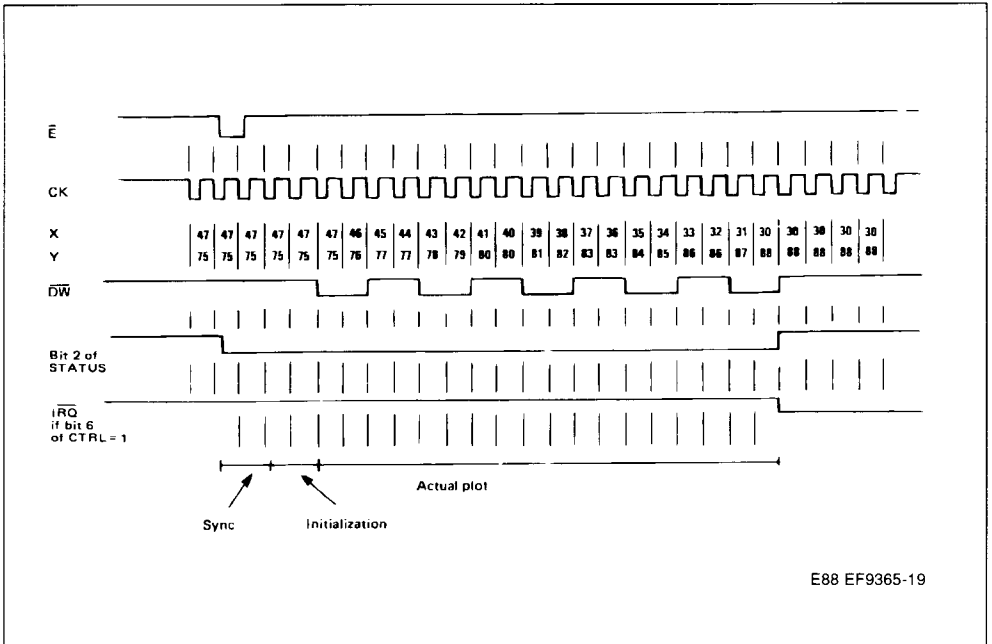 E̅
CK
X 47 47 47 47 47 47 46 45 44 43 42 41 40 39 38 37 36 35 34 33 32 31 30 30 30 30 30
Y 75 75 75 75 75 75 76 77 77 78 79 80 80 81 82 83 83 84 85 86 86 87 88 88 88 88 88
D̅W̅
Bit 2 of
STATUS
I̅R̅Q̅
if bit 6
of CTRL = 1
Actual plot
Sync Initialization
E88 EF9365-19